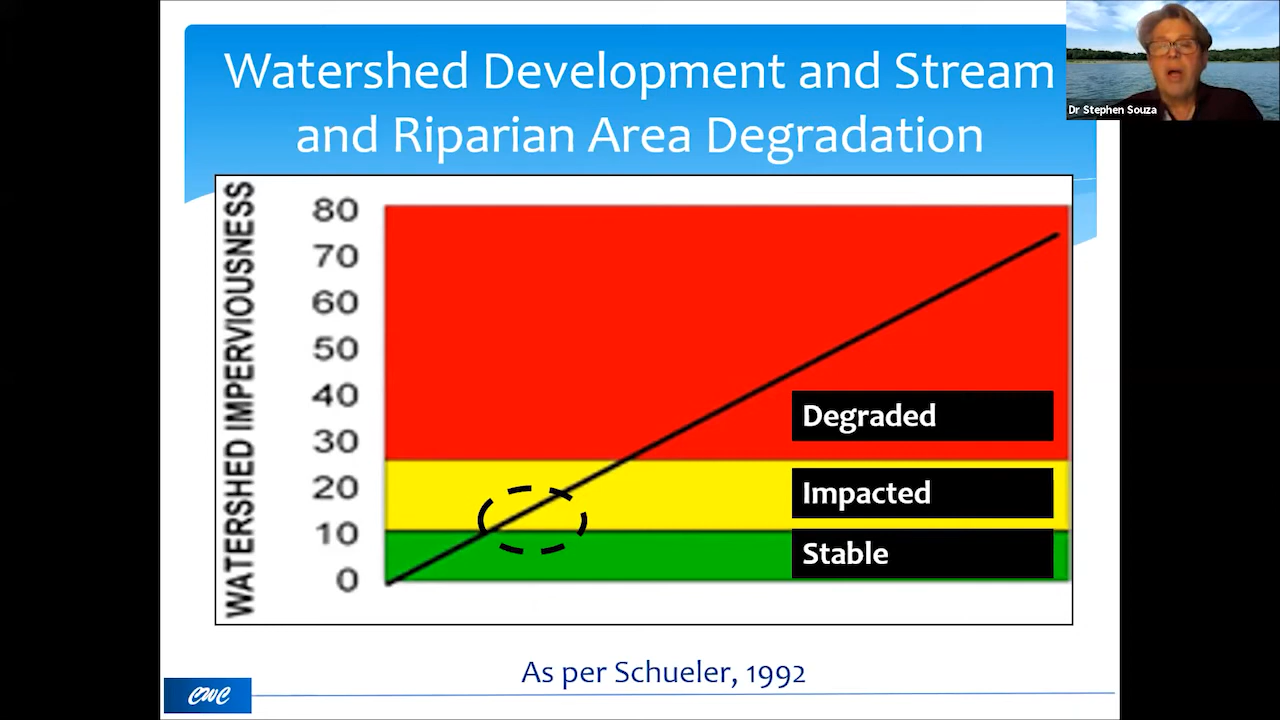 Watershed Development and Stream
and Riparian Area Degradation
Dr Stephen Souza
WATERSHED IMPERVIOUSNESS
80
70
60
50
40
30
20
10
0
Degraded
Impacted
Stable
As per Schueler, 1992
CWC